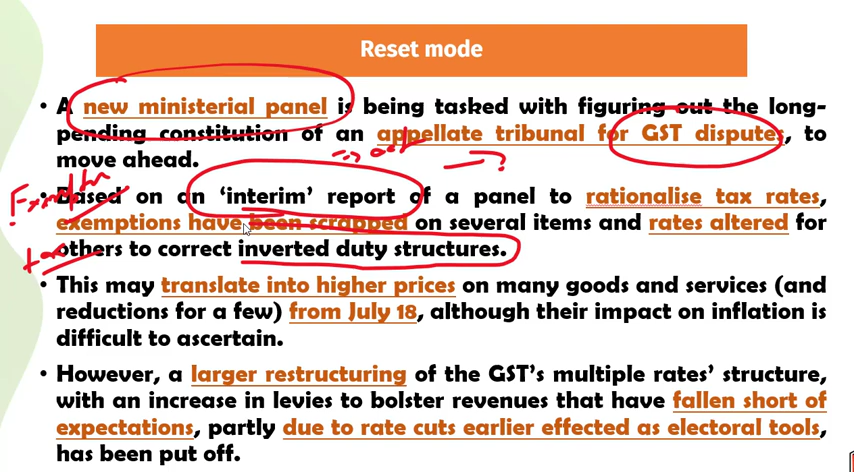 Reset mode
• A new ministerial panel is being tasked with figuring out the long-
pending constitution of an appellate tribunal for GST disputes, to
move ahead.
• Based on an ‘interim’ report of a panel to rationalise tax rates,
exemptions have been scrapped on several items and rates altered for
others to correct inverted duty structures.
• This may translate into higher prices on many goods and services (and
reductions for a few) from July 18, although their impact on inflation is
difficult to ascertain.
• However, a larger restructuring of the GST’s multiple rates’ structure,
with an increase in levies to bolster revenues that have fallen short of
expectations, partly due to rate cuts earlier effected as electoral tools,
has been put off.